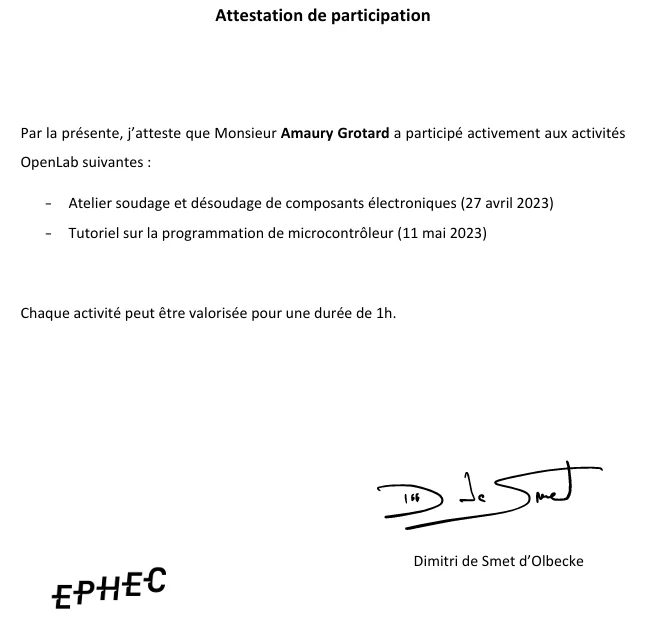 Attestation de participation
Par la présente, j’atteste que Monsieur Amaury Grotard a participé activement aux activités
OpenLab suivantes :
- Atelier soudage et désoudage de composants électroniques (27 avril 2023)
- Tutoriel sur la programmation de microcontrôleur (11 mai 2023)
Chaque activité peut être valorisée pour une durée de 1h.
Dimitri de Smet d’Olbecke
EPHEC